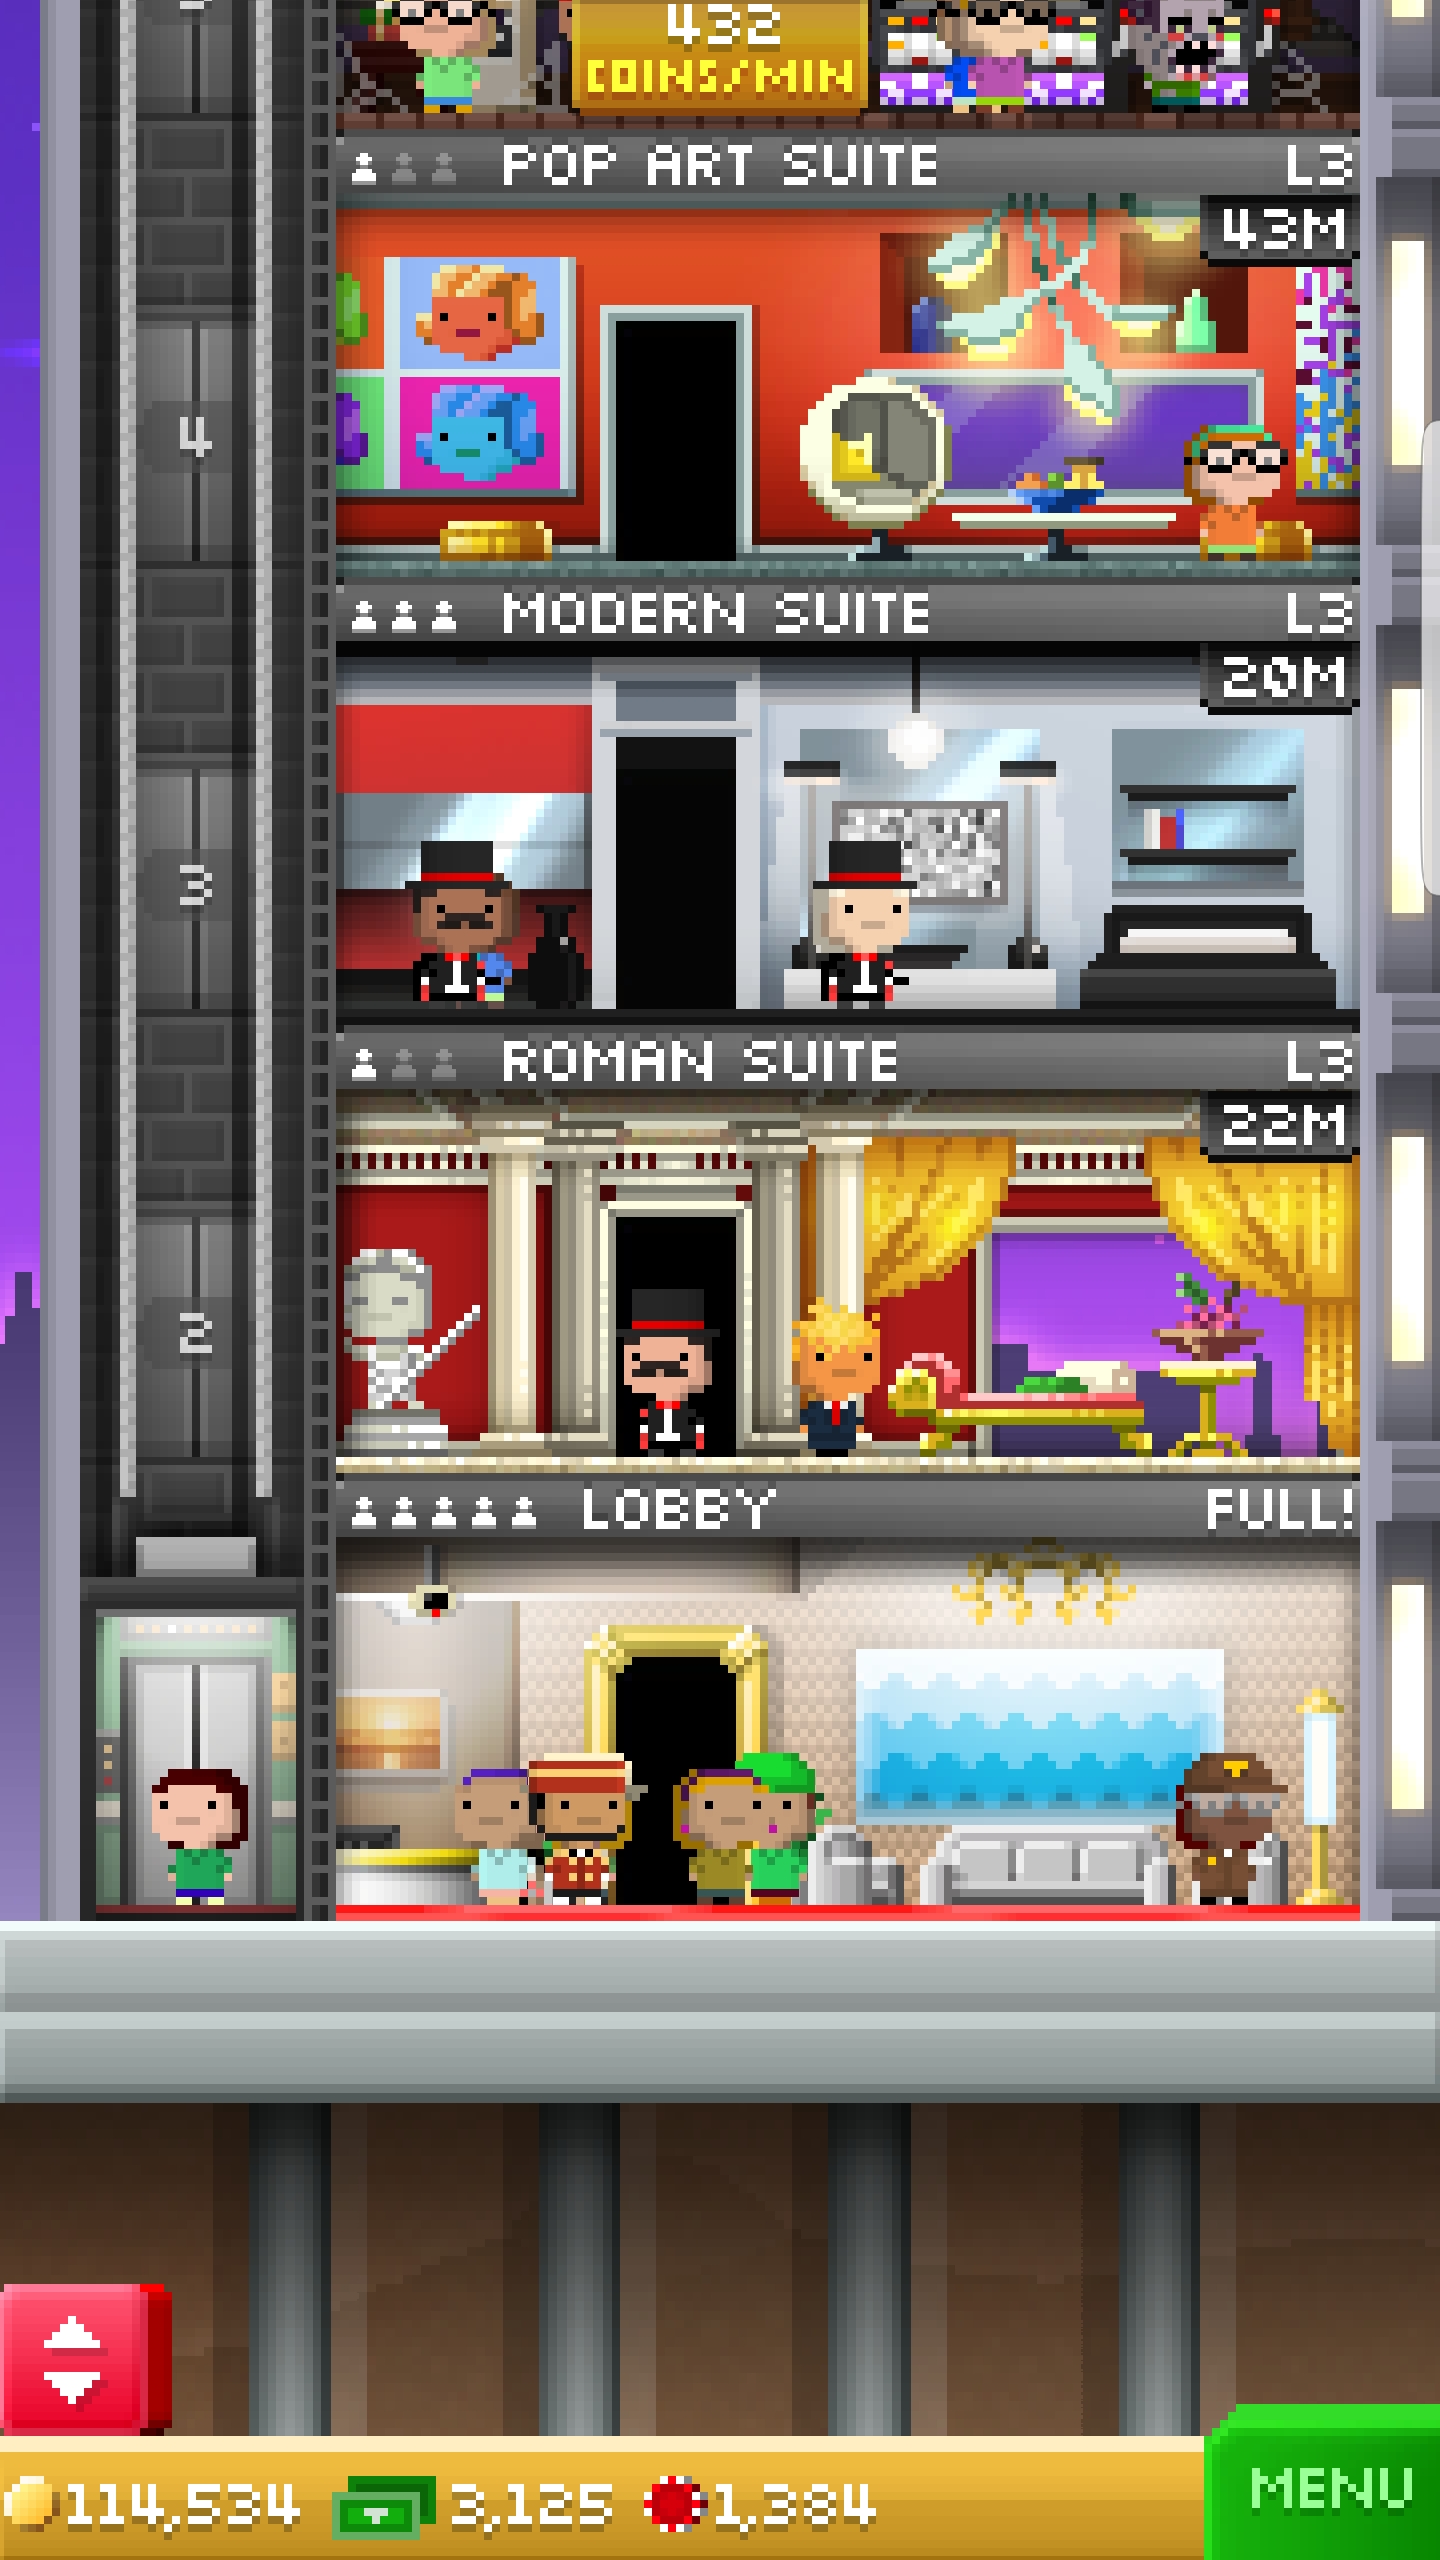 432
COINS/MIN
POP ART SUITE L3
43M
4
MODERN SUITE L3
20M
3
ROMAN SUITE L3
22M
2
LOBBY FULL!
114,534 3,125 1,384 MENU